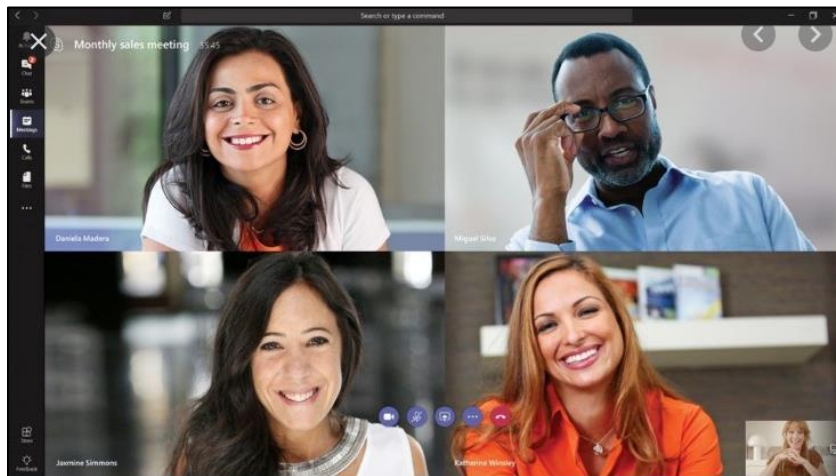 Search or type a command
Monthly sales meeting 35:45
Chat
Teams
Meetings
Calls
Files
Daniela Madera
Miguel Silva
Jaxmine Simmons
Katherine Winsley
Store
Feedback